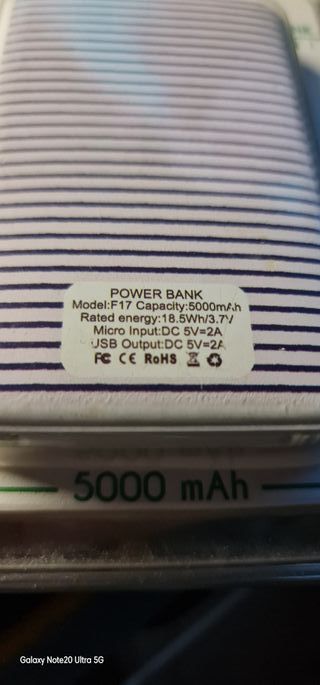 POWER BANK
Model:F17 Capacity:5000mAh
Rated energy:18.5Wh/3.7V
Micro Input:DC 5V=2A
USB Output:DC 5V=2A
FC CE RoHS
5000 mAh
Galaxy Note20 Ultra 5G